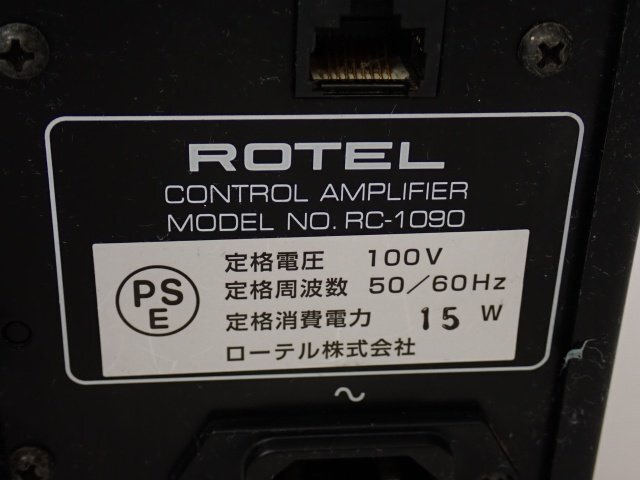 ROTEL
CONTROL AMPLIFIER
MODEL NO. RC-1090
PS
E
定格電圧 100V
定格周波数 50/60Hz
定格消費電力 15 W
ローテル株式会社
~